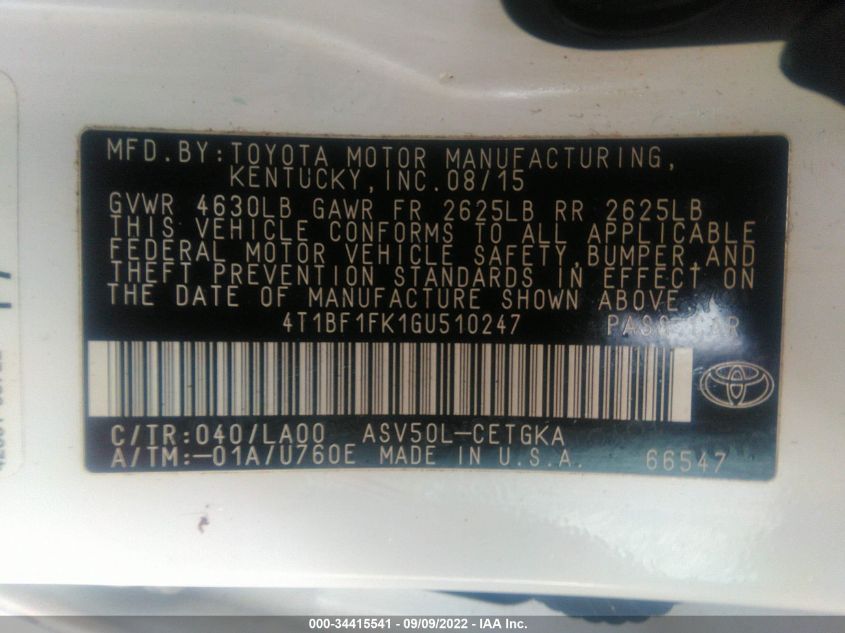 MFD.BY:TOYOTA MOTOR MANUFACTURING,
KENTUCKY,INC.08/15
GVWR 4630LB GAWR FR 2625LB RR 2625LB
THIS VEHICLE CONFORMS TO ALL APPLICABLE
FEDERAL MOTOR VEHICLE SAFETY,BUMPER,AND
THEFT PREVENTION STANDARDS IN EFFECT ON
THE DATE OF MANUFACTURE SHOWN ABOVE.
4T1BF1FK1GU510247
C/TR:040/LA00 ASV50L-CETGKA
A/TM:-01A/U760E MADE IN U.S.A. 66547
000-34415541 - 09/09/2022 - IAA Inc.